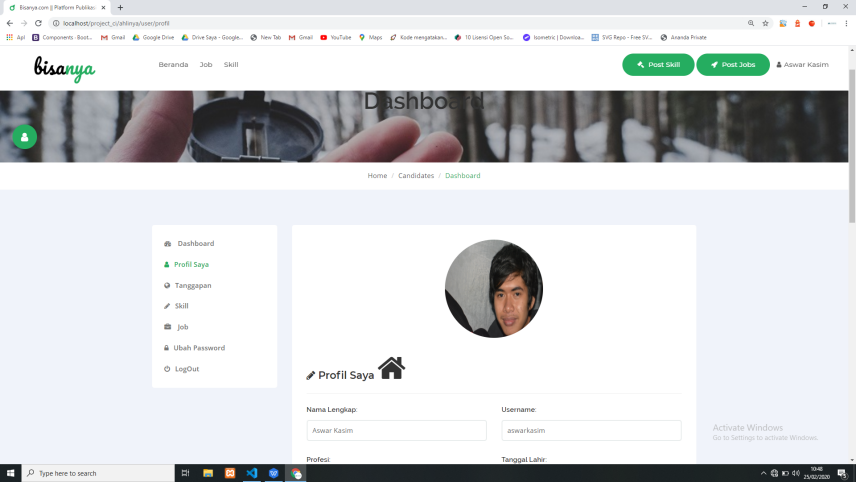 Bisanya.com || Platform Publikas
localhost/project_ci/ahlinya/user/profil
Apl
Components · Boot...
Gmail
Google Drive
Drive Saya – Google...
New Tab
Gmail
YouTube
Maps
Kode mengatakan...
10 Lisensi Open So...
Isometric | Downloa...
SVG Repo - Free SV...
Ananda Private
bisanya
Beranda
Job
Skill
Post Skill
Post Jobs
Aswar Kasim
Dashboard
Home / Candidates / Dashboard
Dashboard
Profil Saya
Tanggapan
Skill
Job
Ubah Password
LogOut
Profil Saya
Nama Lengkap:
Username:
Aswar Kasim
aswarkasim
Profesi:
Tanggal Lahir:
Activate Windows
Go to Settings to activate Windows.
Type here to search
10:48
25/02/2020